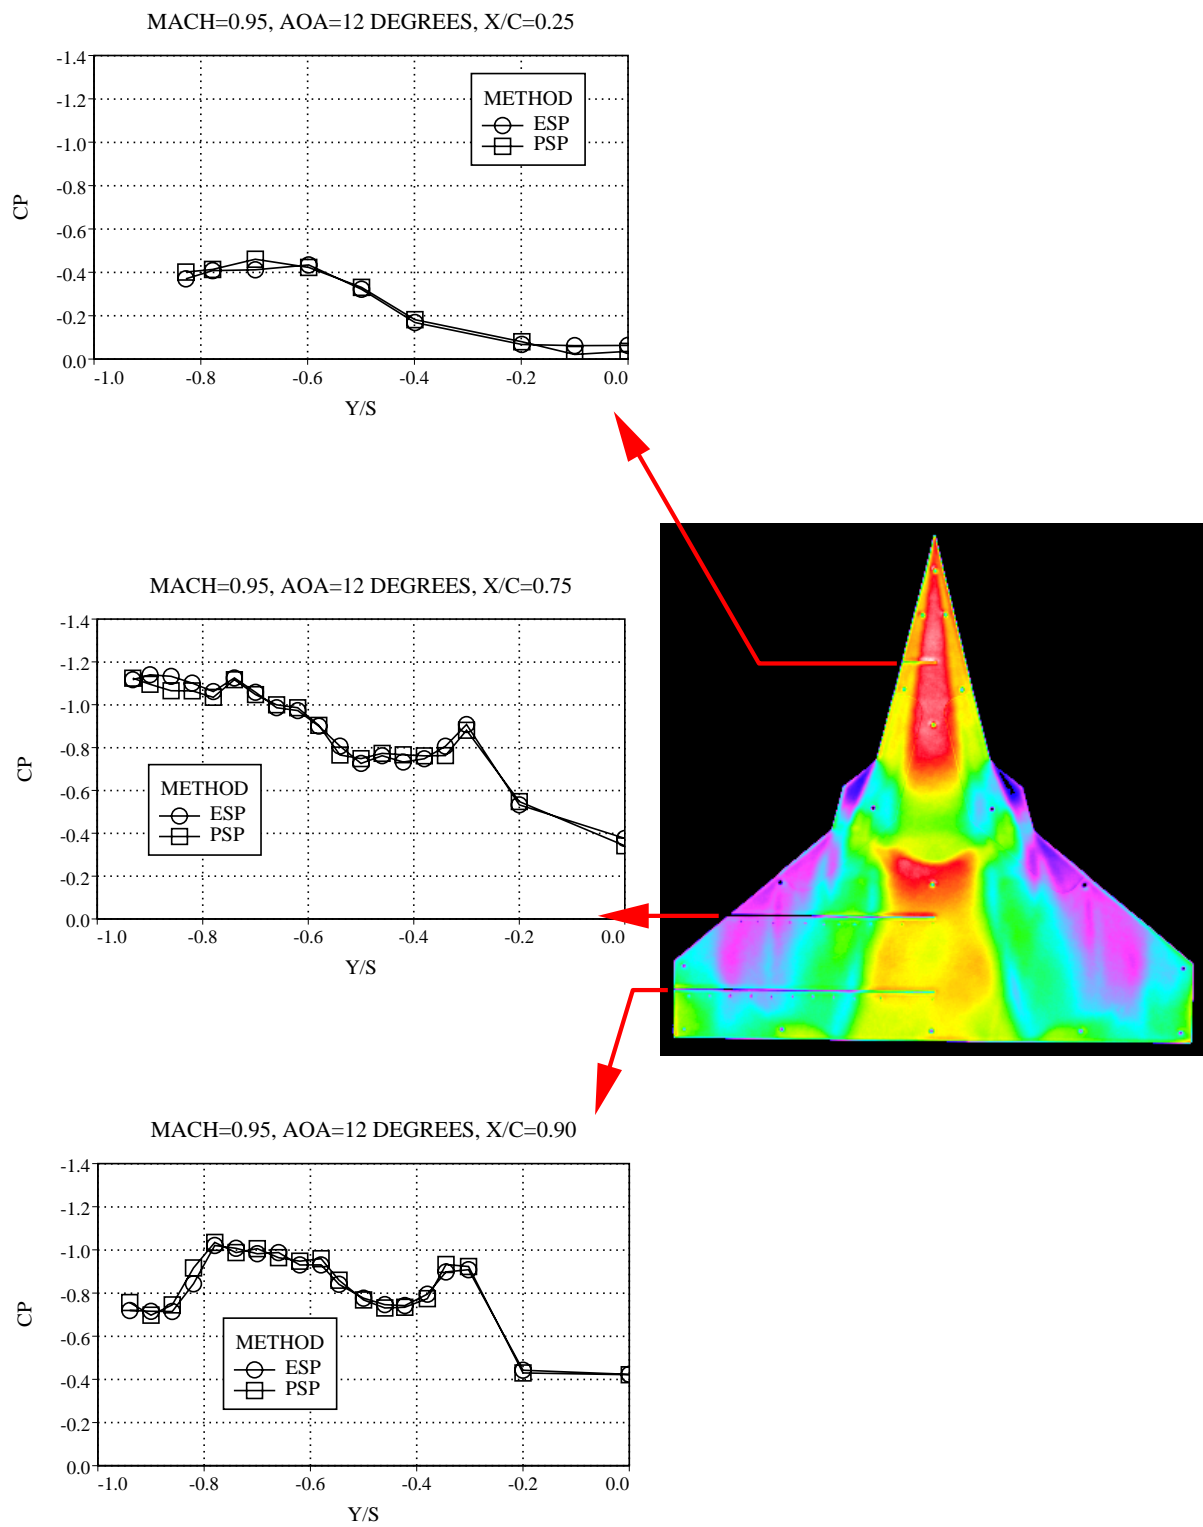 MACH=0.95, AOA=12 DEGREES, X/C=0.25
-1.4
-1.2
-1.0
-0.8
-0.6
-0.4
-0.2
0.0
CP
METHOD
ESP
PSP
-1.0 -0.8 -0.6 -0.4 -0.2 0.0
Y/S
MACH=0.95, AOA=12 DEGREES, X/C=0.75
-1.4
-1.2
-1.0
-0.8
-0.6
-0.4
-0.2
0.0
CP
METHOD
ESP
PSP
-1.0 -0.8 -0.6 -0.4 -0.2 0.0
Y/S
MACH=0.95, AOA=12 DEGREES, X/C=0.90
-1.4
-1.2
-1.0
-0.8
-0.6
-0.4
-0.2
0.0
CP
METHOD
ESP
PSP
-1.0 -0.8 -0.6 -0.4 -0.2 0.0
Y/S